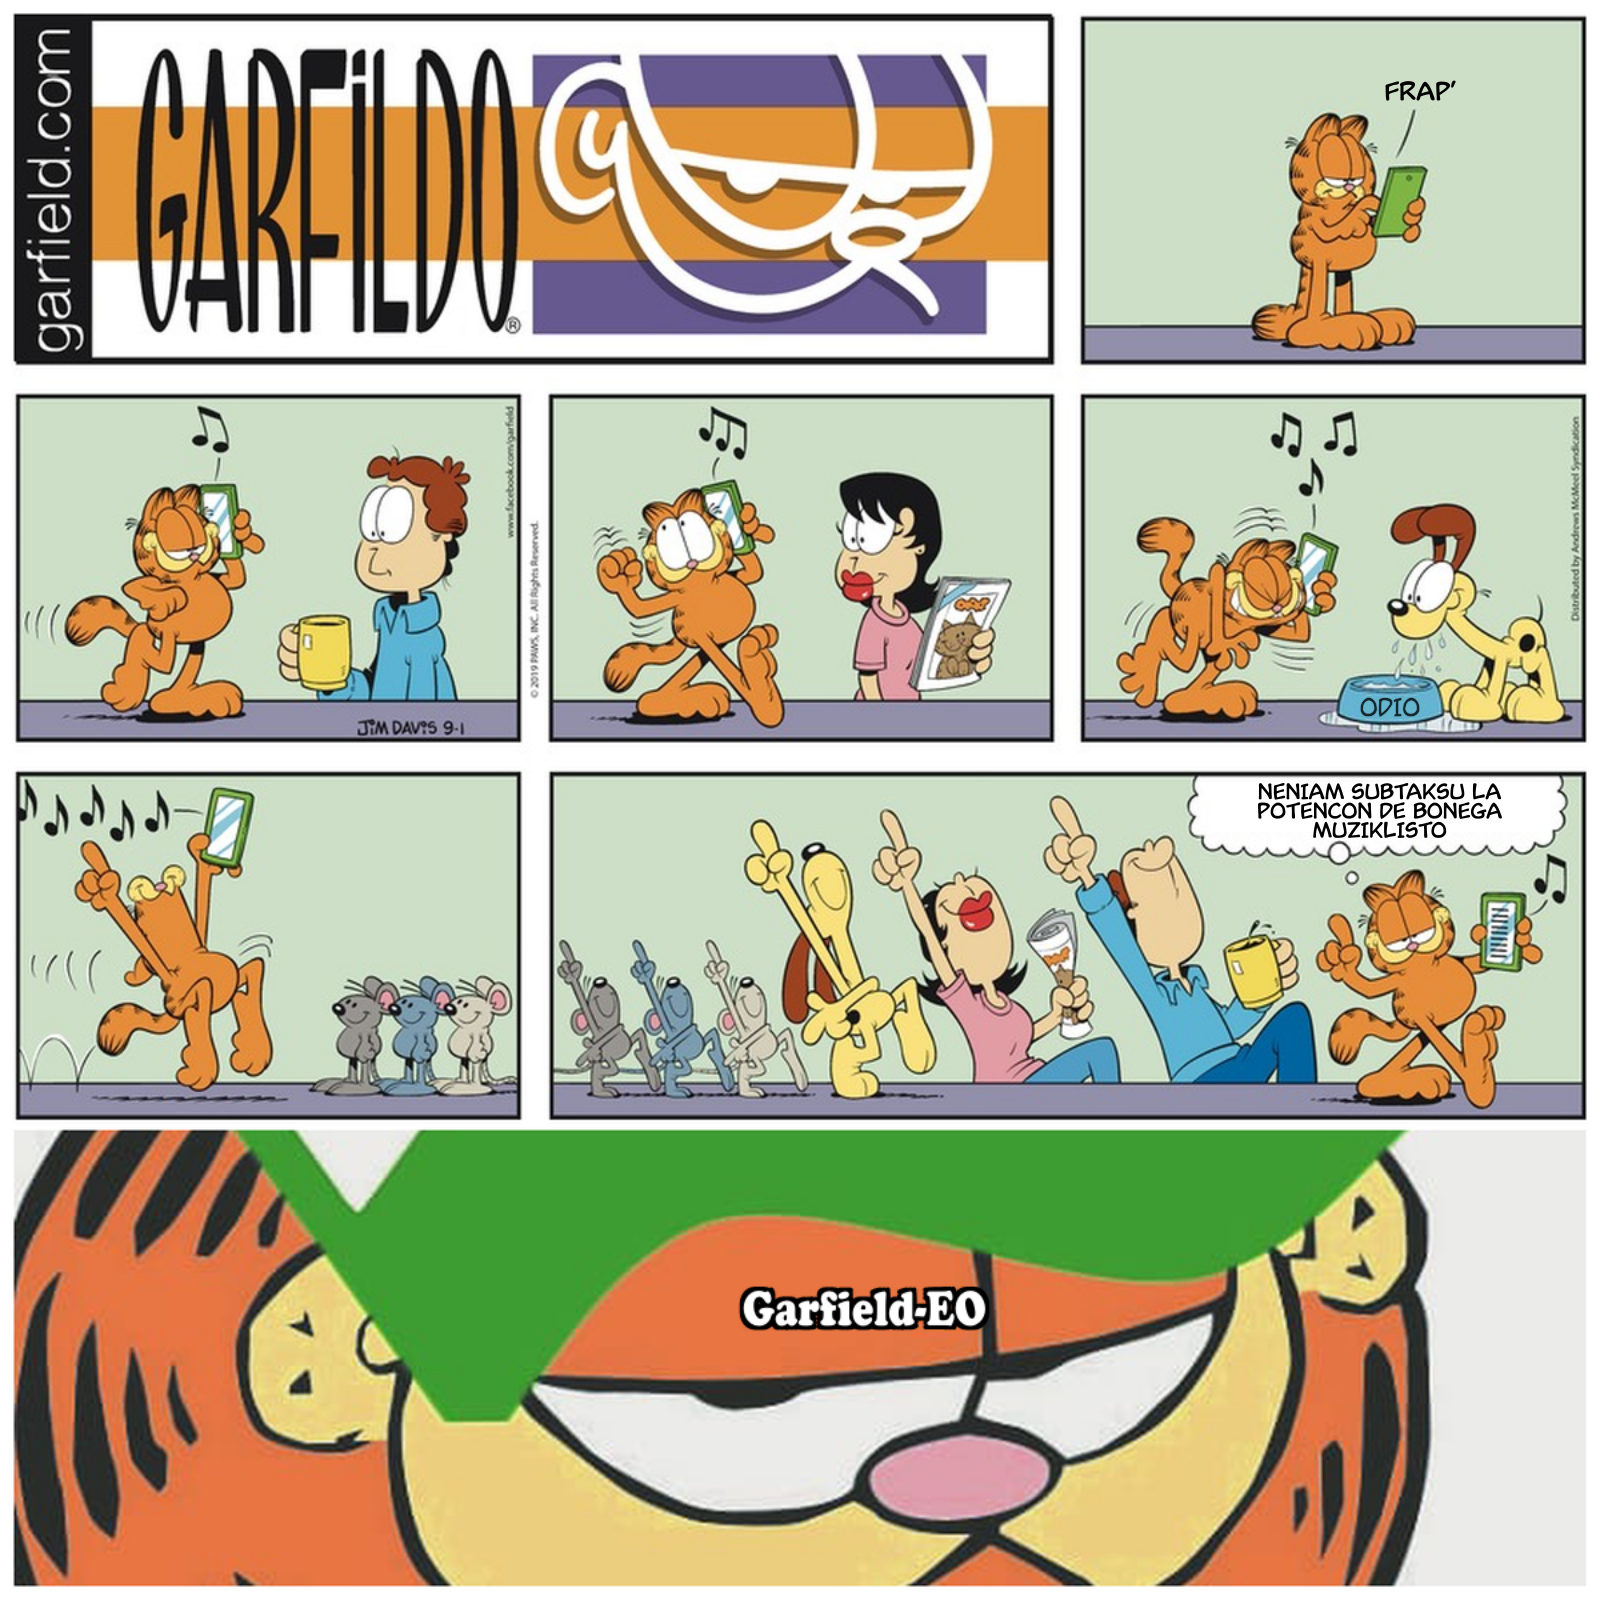 garfield.com
GARFiLDO
®
FRAP'
www.facebook.com/garfield
JiM DAViS 9-1
© 2019 PAWS, INC. All Rights Reserved.
Distributed by Andrews McMeel Syndication
ODIO
NENIAM SUBTAKSU LA
POTENCON DE BONEGA
MUZIKLISTO
Garfield-EO